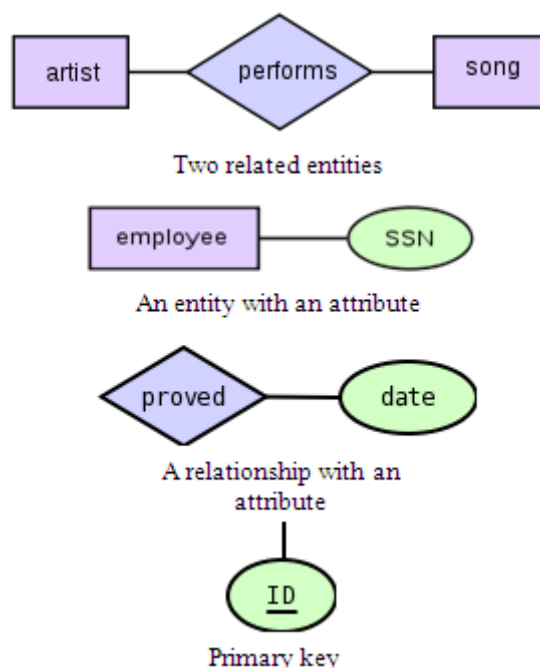 artist performs song
Two related entities
employee SSN
An entity with an attribute
proved date
A relationship with an
attribute
ID
Primary key